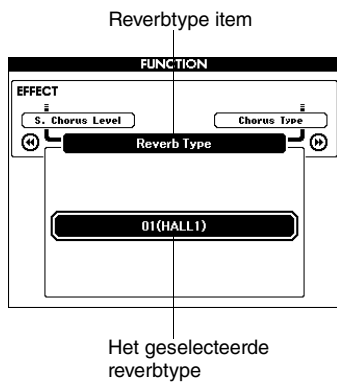 Reverbtype item
FUNCTION
EFFECT
S. Chorus Level
Chorus Type
Reverb Type
01(HALL1)
Het geselecteerde
reverbtype